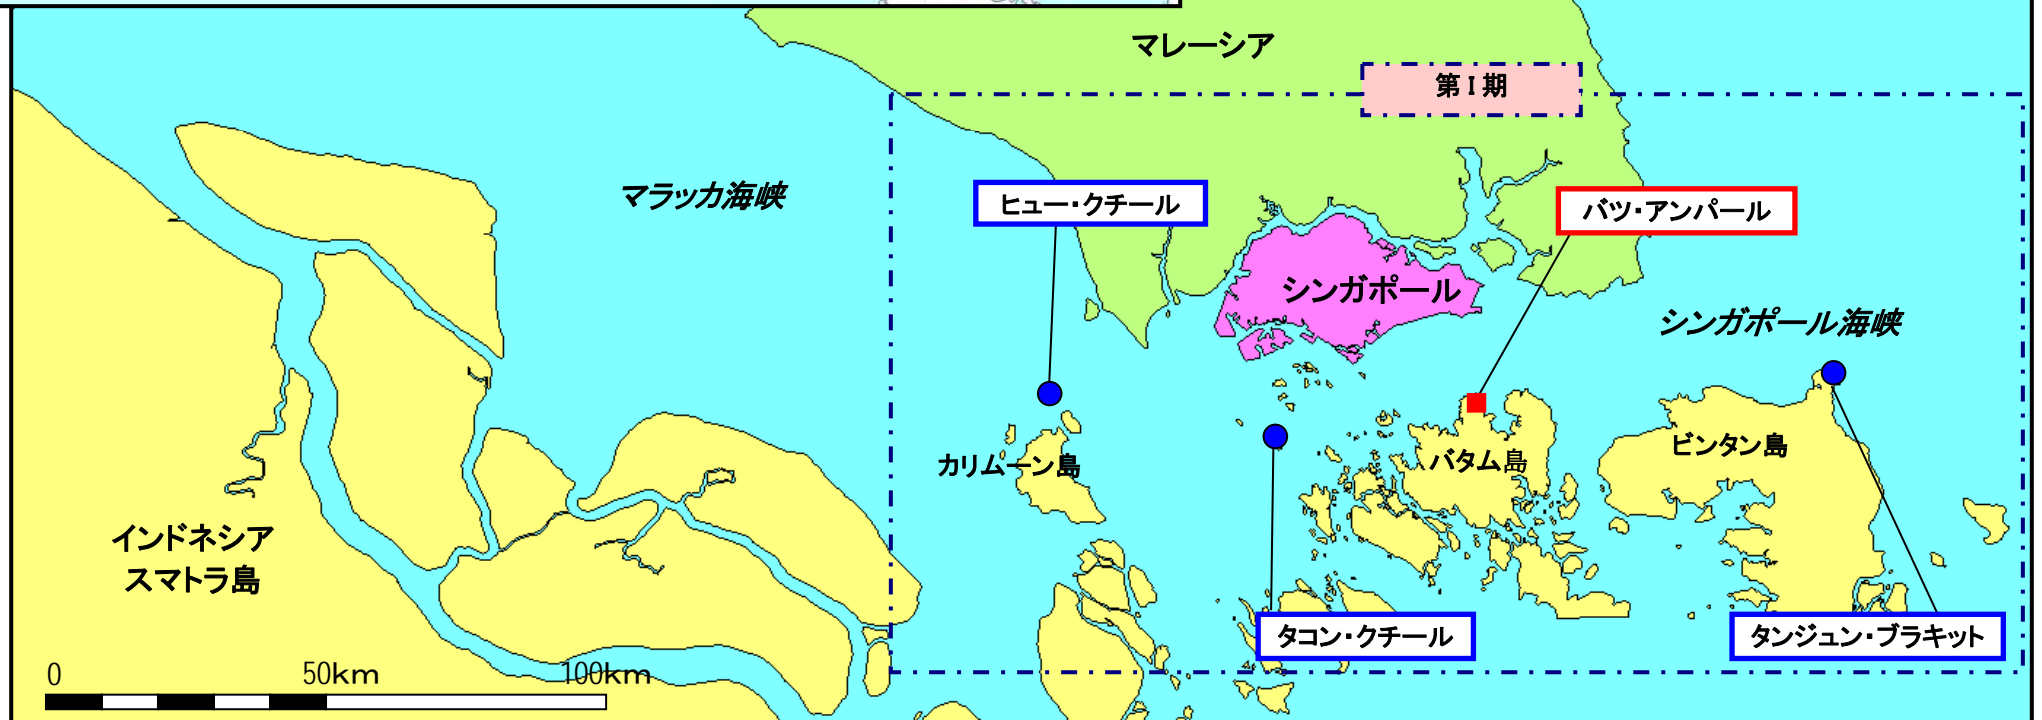 マレーシア
第Ⅰ期
マラッカ海峡
ヒュー・クチール
バツ・アンパール
シンガポール
シンガポール海峡
カリムーン島
バタム島
ビンタン島
インドネシア
スマトラ島
タコン・クチール
タンジュン・ブラキット
0 50km 100km